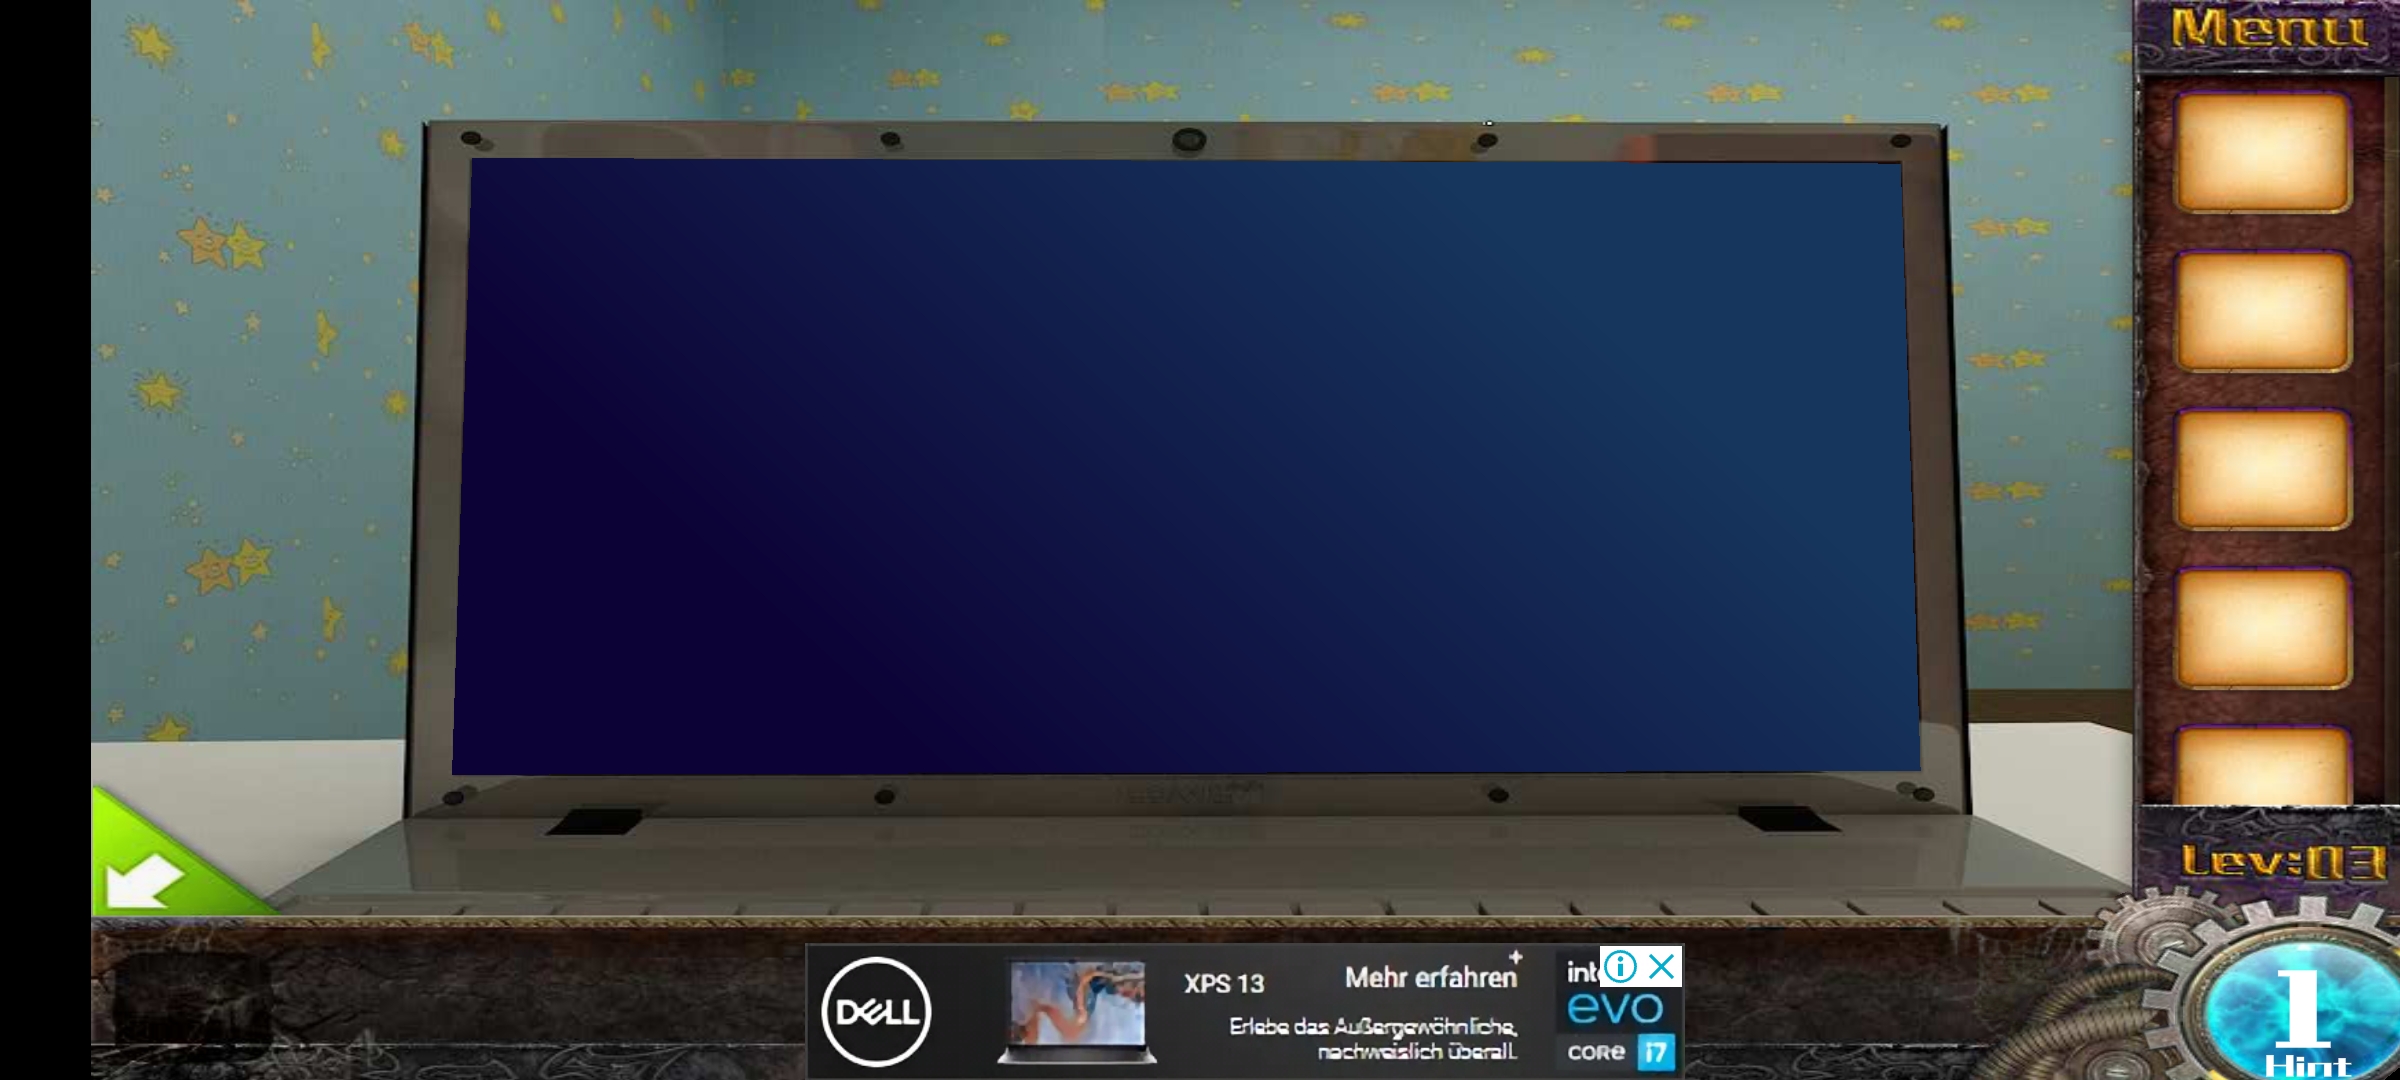 Menu
Lev:03
DELL
XPS 13
Mehr erfahren
Erlebe das Außergewöhnliche,
nachweislich überall.
evo
CORE i7
1
Hint